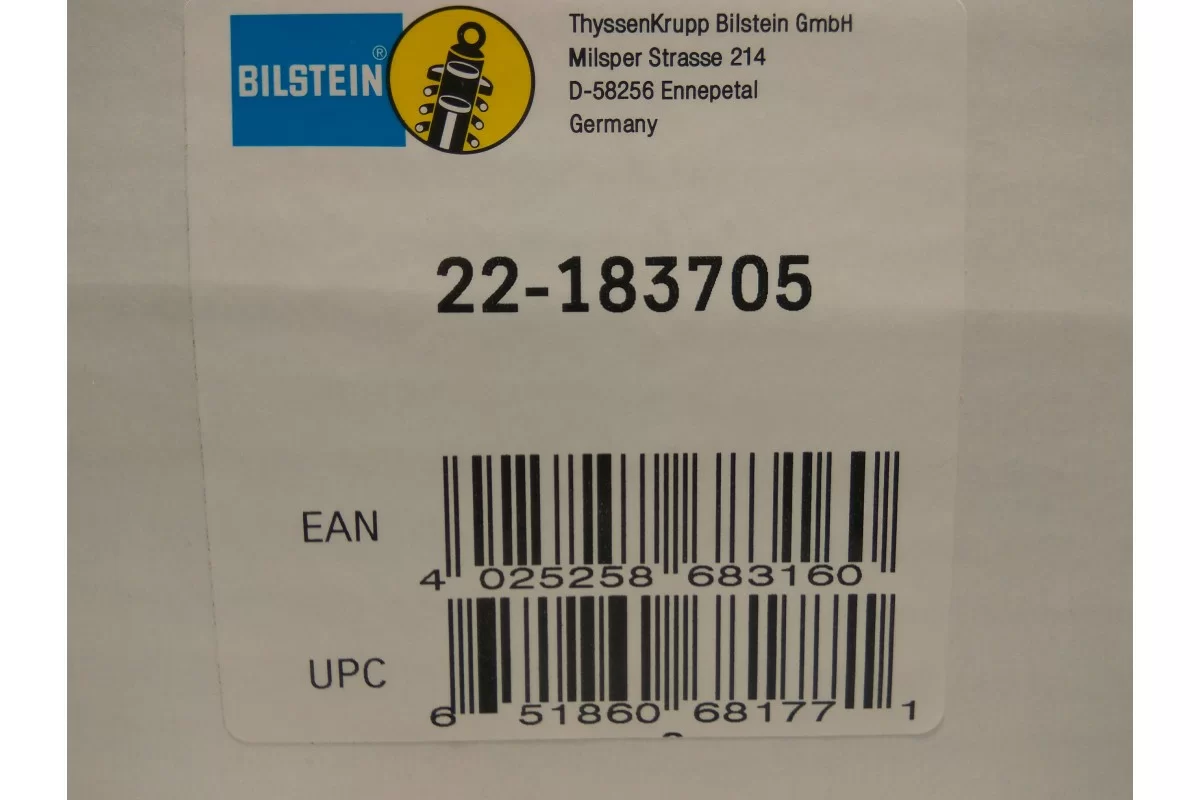 BILSTEIN®
ThyssenKrupp Bilstein GmbH
Milsper Strasse 214
D-58256 Ennepetal
Germany
22-183705
EAN
4 025258 683160
UPC
6 51860 68177 1